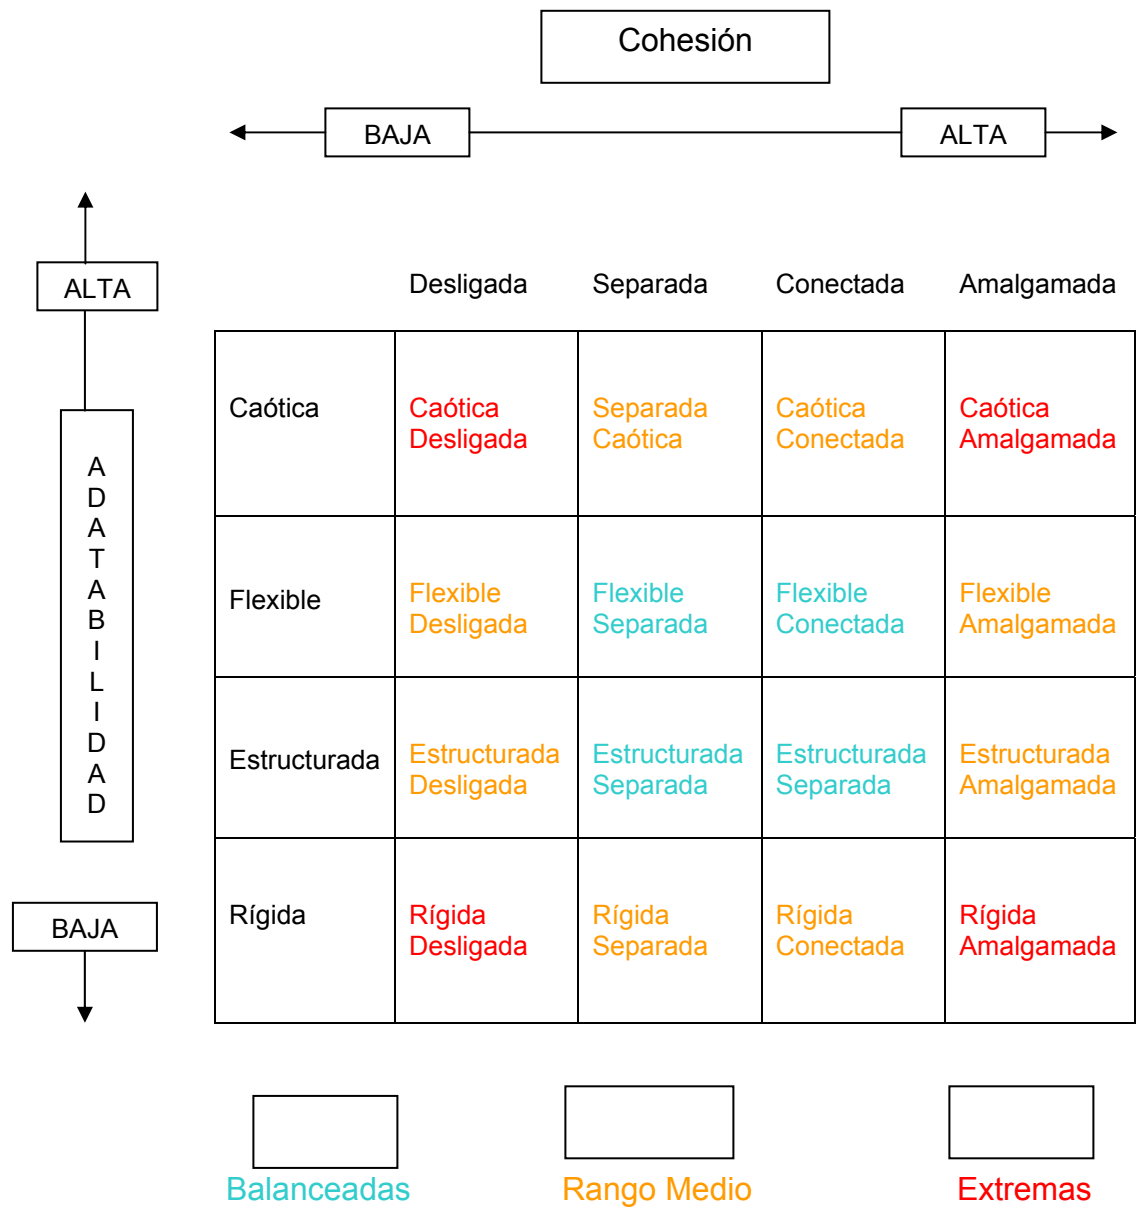 Cohesión
BAJA
ALTA
ALTA
ADATABILIDAD
BAJA
Desligada Separada Conectada Amalgamada
Caótica
Caótica
Desligada
Separada
Caótica
Caótica
Conectada
Caótica
Amalgamada
Flexible
Flexible
Desligada
Flexible
Separada
Flexible
Conectada
Flexible
Amalgamada
Estructurada
Estructurada
Desligada
Estructurada
Separada
Estructurada
Separada
Estructurada
Amalgamada
Rígida
Rígida
Desligada
Rígida
Separada
Rígida
Conectada
Rígida
Amalgamada
Balanceadas
Rango Medio
Extremas